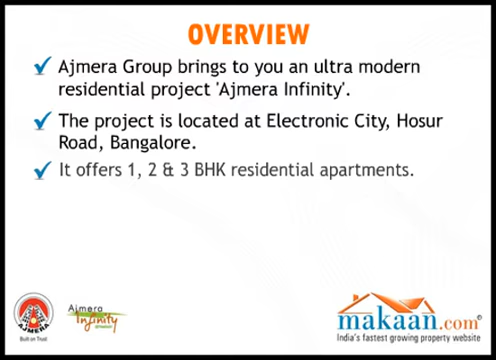 OVERVIEW
Ajmera Group brings to you an ultra modern
residential project 'Ajmera Infinity'.
The project is located at Electronic City, Hosur
Road, Bangalore.
It offers 1, 2 & 3 BHK residential apartments.
AJMERA
Built on Trust
Ajmera
Infinity
makaan.com
India's fastest growing property website